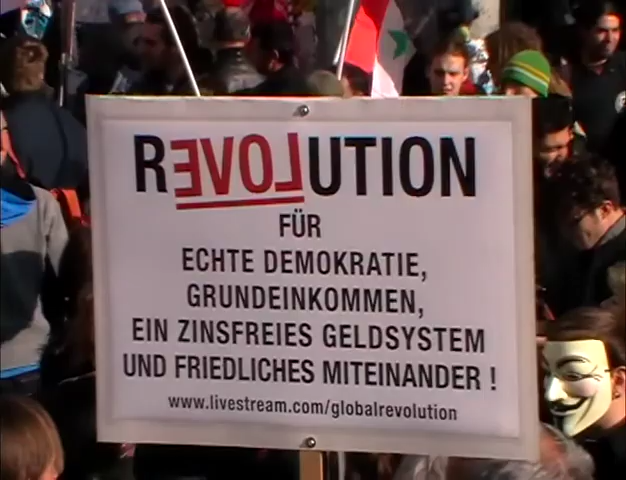 REVOLUTION
FÜR
ECHTE DEMOKRATIE,
GRUNDEINKOMMEN,
EIN ZINSFREIES GELDSYSTEM
UND FRIEDLICHES MITEINANDER !
www.livestream.com/globalrevolution